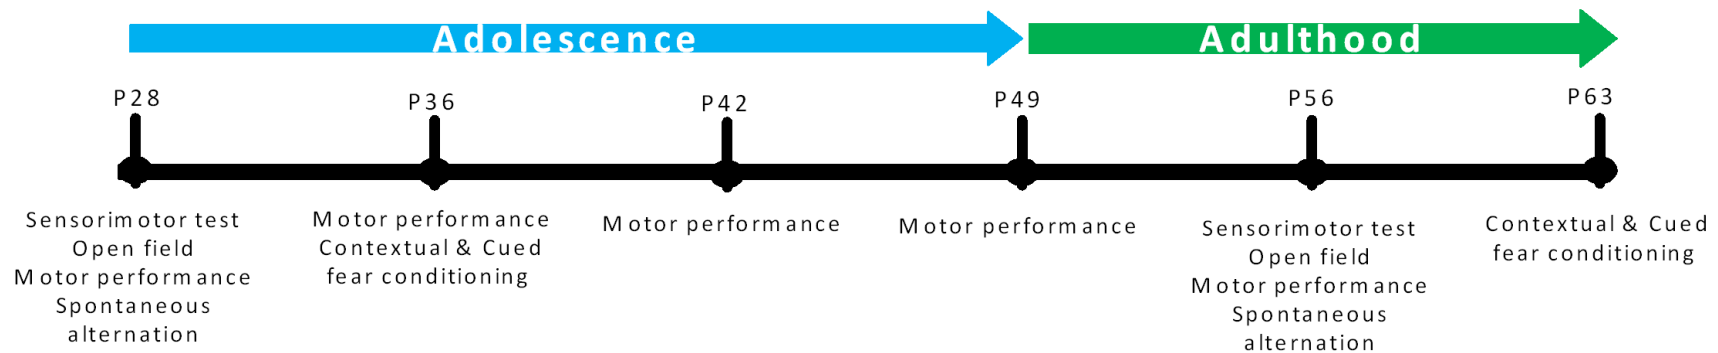 Adolescence
Adulthood
P28
P36
P42
P49
P56
P63
Sensorimotor test
Open field
Motor performance
Spontaneous
alternation
Motor performance
Contextual & Cued
fear conditioning
Motor performance
Motor performance
Sensorimotor test
Open field
Motor performance
Spontaneous
alternation
Contextual & Cued
fear conditioning